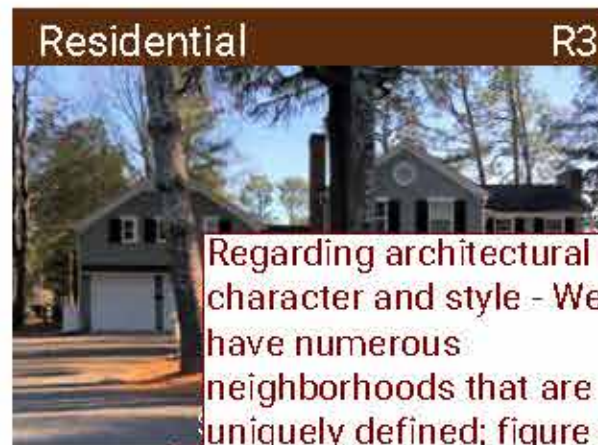 Residential R3
Regarding architectural
character and style - We
have numerous
neighborhoods that are
uniquely defined; figure